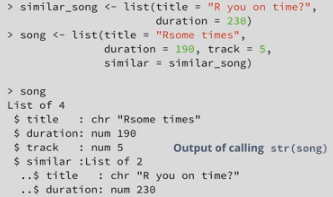 > similar_song <- list(title = "R you on time?",
duration = 230)
> song <- list(title = "Rsome times",
duration = 190, track = 5,
similar = similar_song)
> song
List of 4
$ title   : chr "Rsome times"
$ duration: num 190
$ track   : num 5   Output of calling str(song)
$ similar :List of 2
..$ title   : chr "R you on time?"
..$ duration: num 230